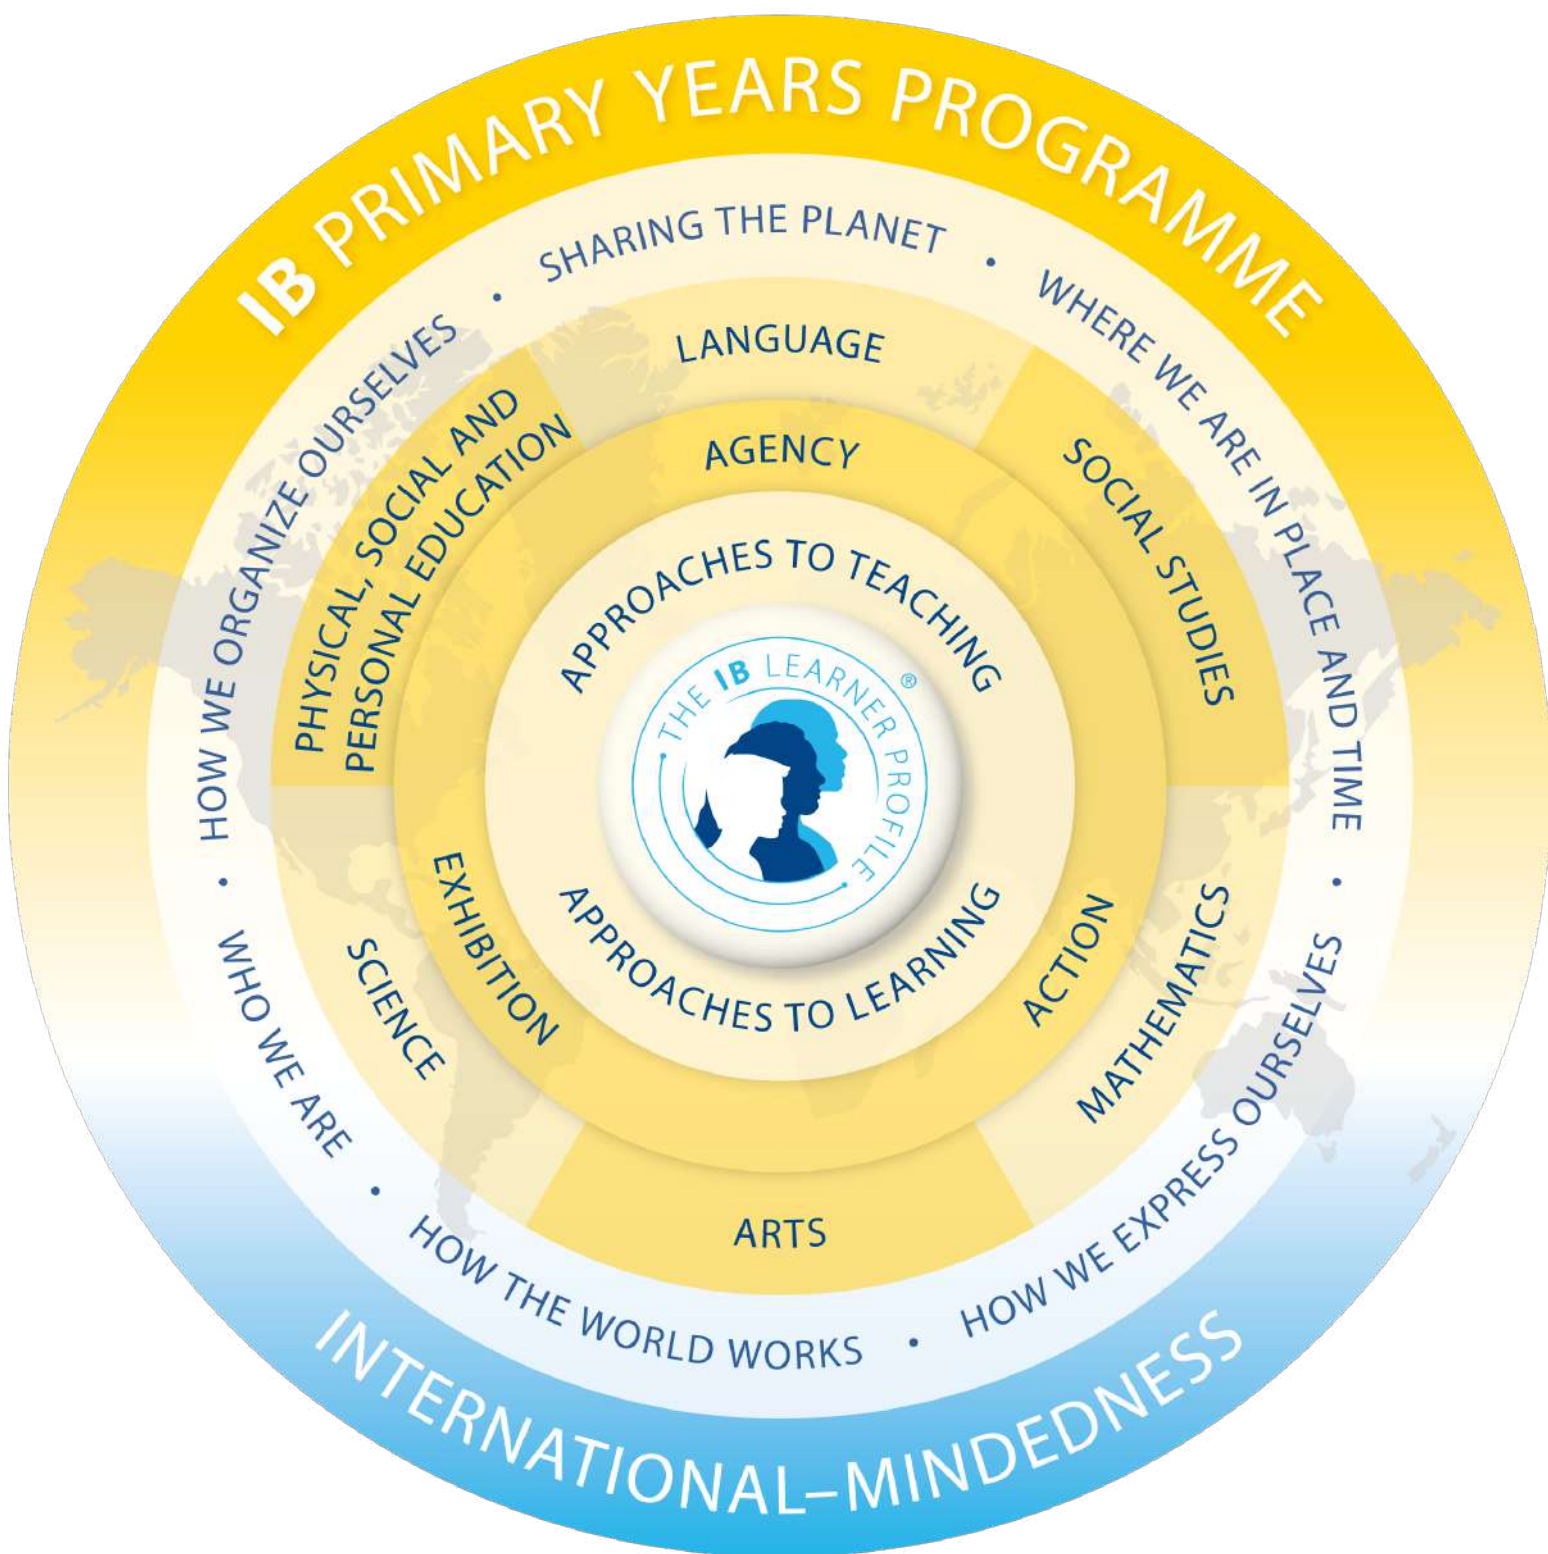 IB PRIMARY YEARS PROGRAMME
SHARING THE PLANET •
WHERE WE ARE IN PLACE AND TIME •
HOW WE EXPRESS OURSELVES •
HOW THE WORLD WORKS •
WHO WE ARE •
HOW WE ORGANIZE OURSELVES •
LANGUAGE
SOCIAL STUDIES
MATHEMATICS
ARTS
SCIENCE
PHYSICAL, SOCIAL AND
PERSONAL EDUCATION
AGENCY
ACTION
EXHIBITION
APPROACHES TO TEACHING
APPROACHES TO LEARNING
THE IB LEARNER PROFILE ®
INTERNATIONAL–MINDEDNESS